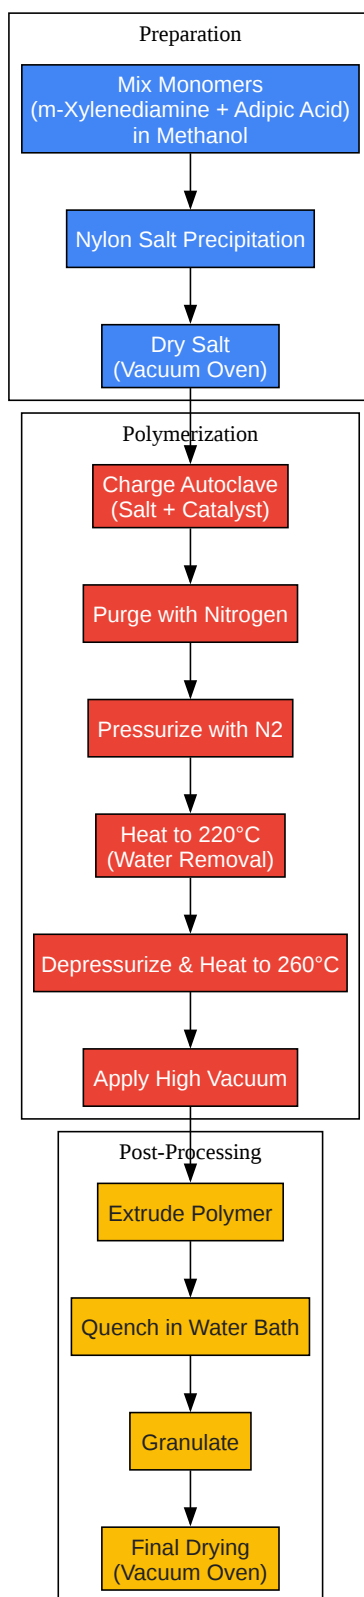 Preparation
Mix Monomers
(m-Xylenediamine + Adipic Acid)
in Methanol
Nylon Salt Precipitation
Dry Salt
(Vacuum Oven)
Polymerization
Charge Autoclave
(Salt + Catalyst)
Purge with Nitrogen
Pressurize with N2
Heat to 220°C
(Water Removal)
Depressurize & Heat to 260°C
Apply High Vacuum
Post-Processing
Extrude Polymer
Quench in Water Bath
Granulate
Final Drying
(Vacuum Oven)